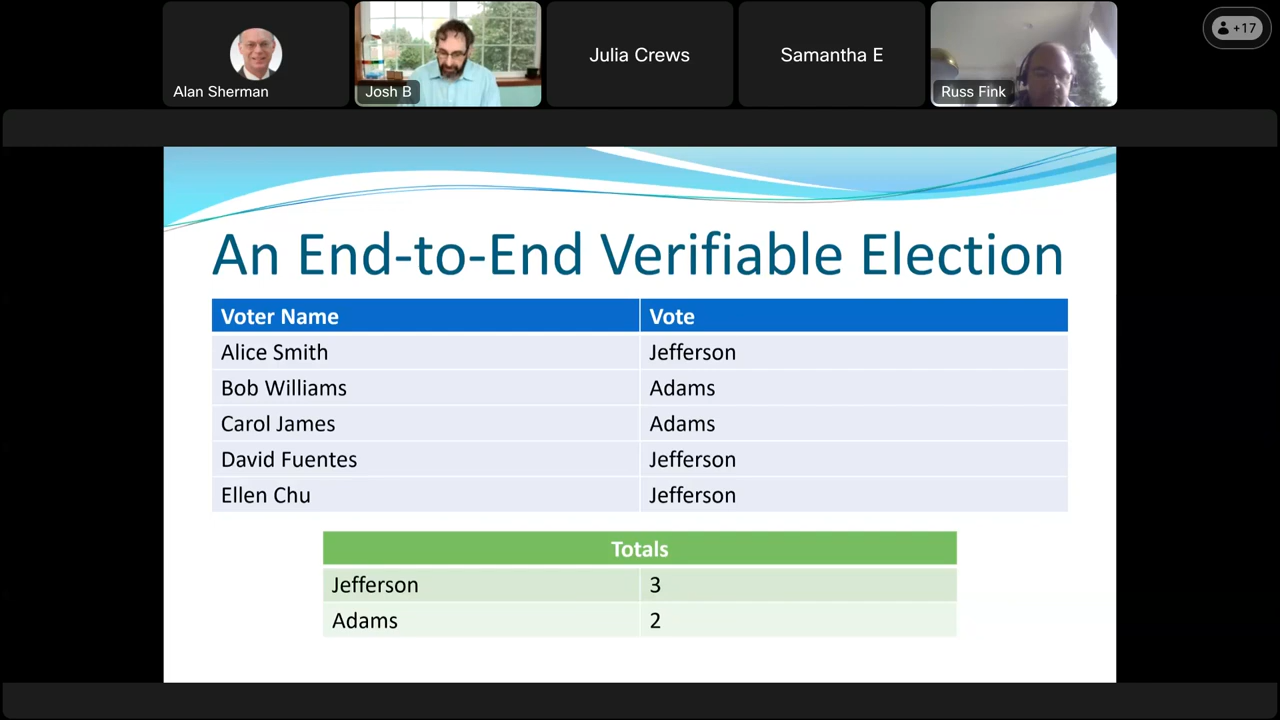 Alan Sherman
Josh B
Julia Crews
Samantha E
Russ Fink
+17
An End-to-End Verifiable Election
Voter Name Vote
Alice Smith Jefferson
Bob Williams Adams
Carol James Adams
David Fuentes Jefferson
Ellen Chu Jefferson
Totals
Jefferson 3
Adams 2